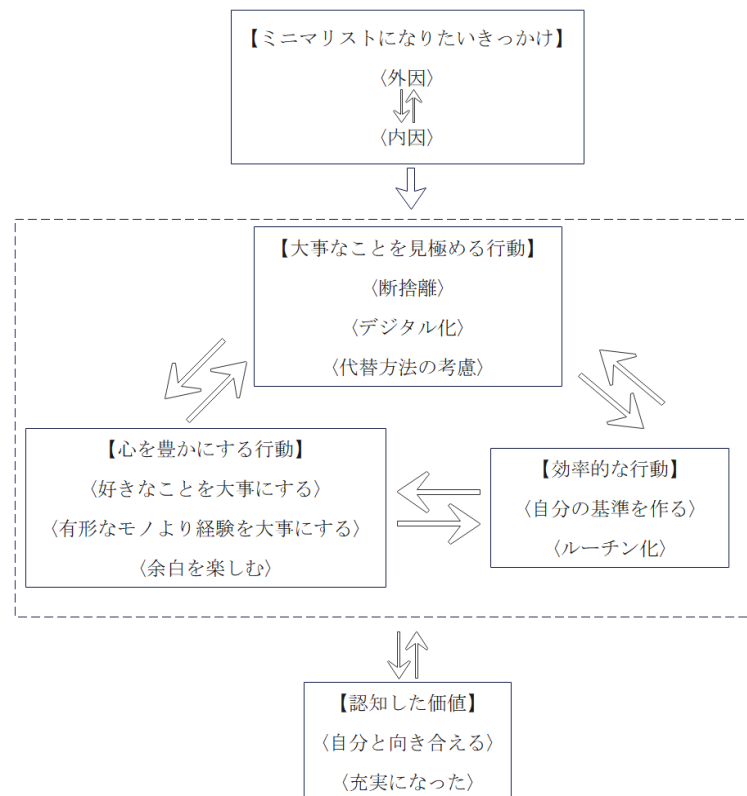 【ミニマリストになりたいきっかけ】
〈外因〉
〈内因〉
【大事なことを見極める行動】
〈断捨離〉
〈デジタル化〉
〈代替方法の考慮〉
【心を豊かにする行動】
〈好きなことを大事にする〉
〈有形なモノより経験を大事にする〉
〈余白を楽しむ〉
【効率的な行動】
〈自分の基準を作る〉
〈ルーチン化〉
【認知した価値】
〈自分と向き合える〉
〈充実になった〉